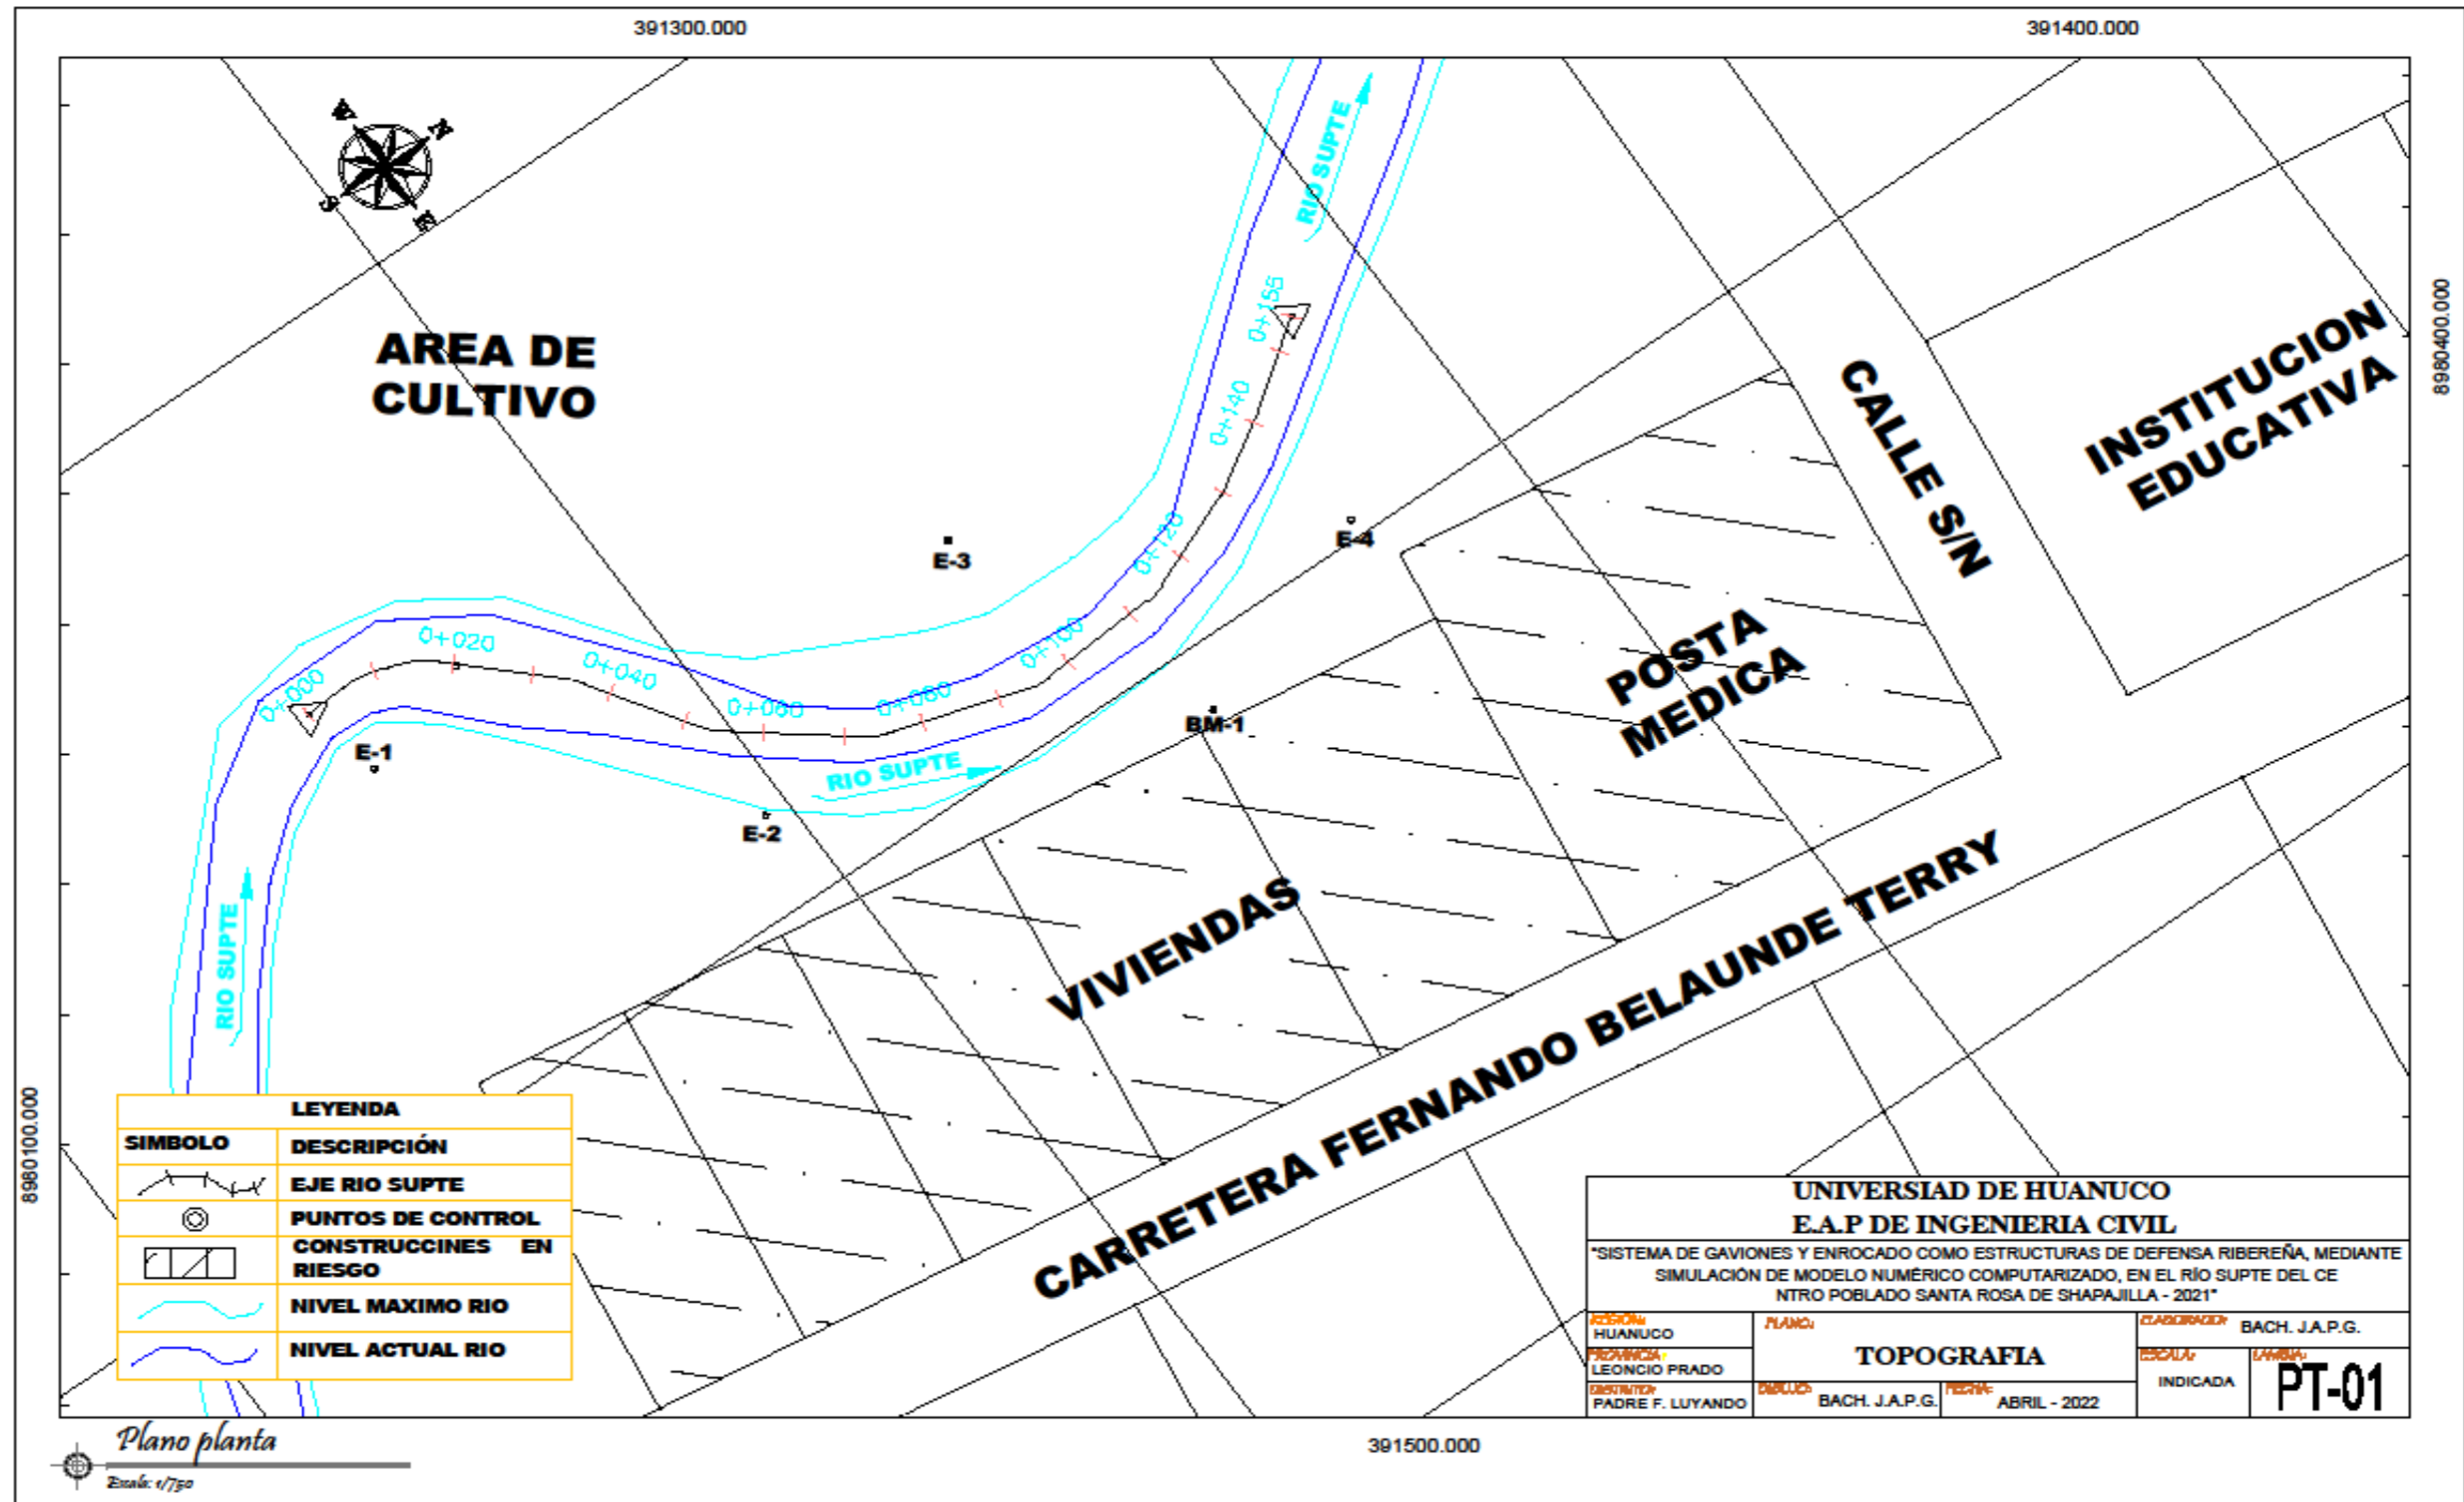 391300.000
391400.000
N
E
RIO SUPTE
AREA DE
CULTIVO
0+155
0+140
8980400.000
INSTITUCION
EDUCATIVA
CALLE S/N
E-3
E-4
0+120
0+100
0+020
0+040
0+000
0+060
0+080
E-1
BM-1
POSTA
MEDICA
RIO SUPTE
E-2
VIVIENDAS
RIO SUPTE
CARRETERA FERNANDO BELAUNDE TERRY
8980100.000
LEYENDA
SIMBOLO DESCRIPCIÓN
EJE RIO SUPTE
PUNTOS DE CONTROL
CONSTRUCCINES EN
RIESGO
NIVEL MAXIMO RIO
NIVEL ACTUAL RIO
UNIVERSIAD DE HUANUCO
E.A.P DE INGENIERIA CIVIL
"SISTEMA DE GAVIONES Y ENROCADO COMO ESTRUCTURAS DE DEFENSA RIBEREÑA, MEDIANTE
SIMULACIÓN DE MODELO NUMÉRICO COMPUTARIZADO, EN EL RÍO SUPTE DEL CE
NTRO POBLADO SANTA ROSA DE SHAPAJILLA - 2021"
REGION:
HUANUCO
PROVINCIA:
LEONCIO PRADO
DISTRITO:
PADRE F. LUYANDO
PLANO:
TOPOGRAFIA
DIBUJO: BACH. J.A.P.G.
FECHA: ABRIL - 2022
BACH. J.A.P.G.
ESCALA:
INDICADA
LAMINA:
PT-01
Plano planta
Escala: 1/750
391500.000